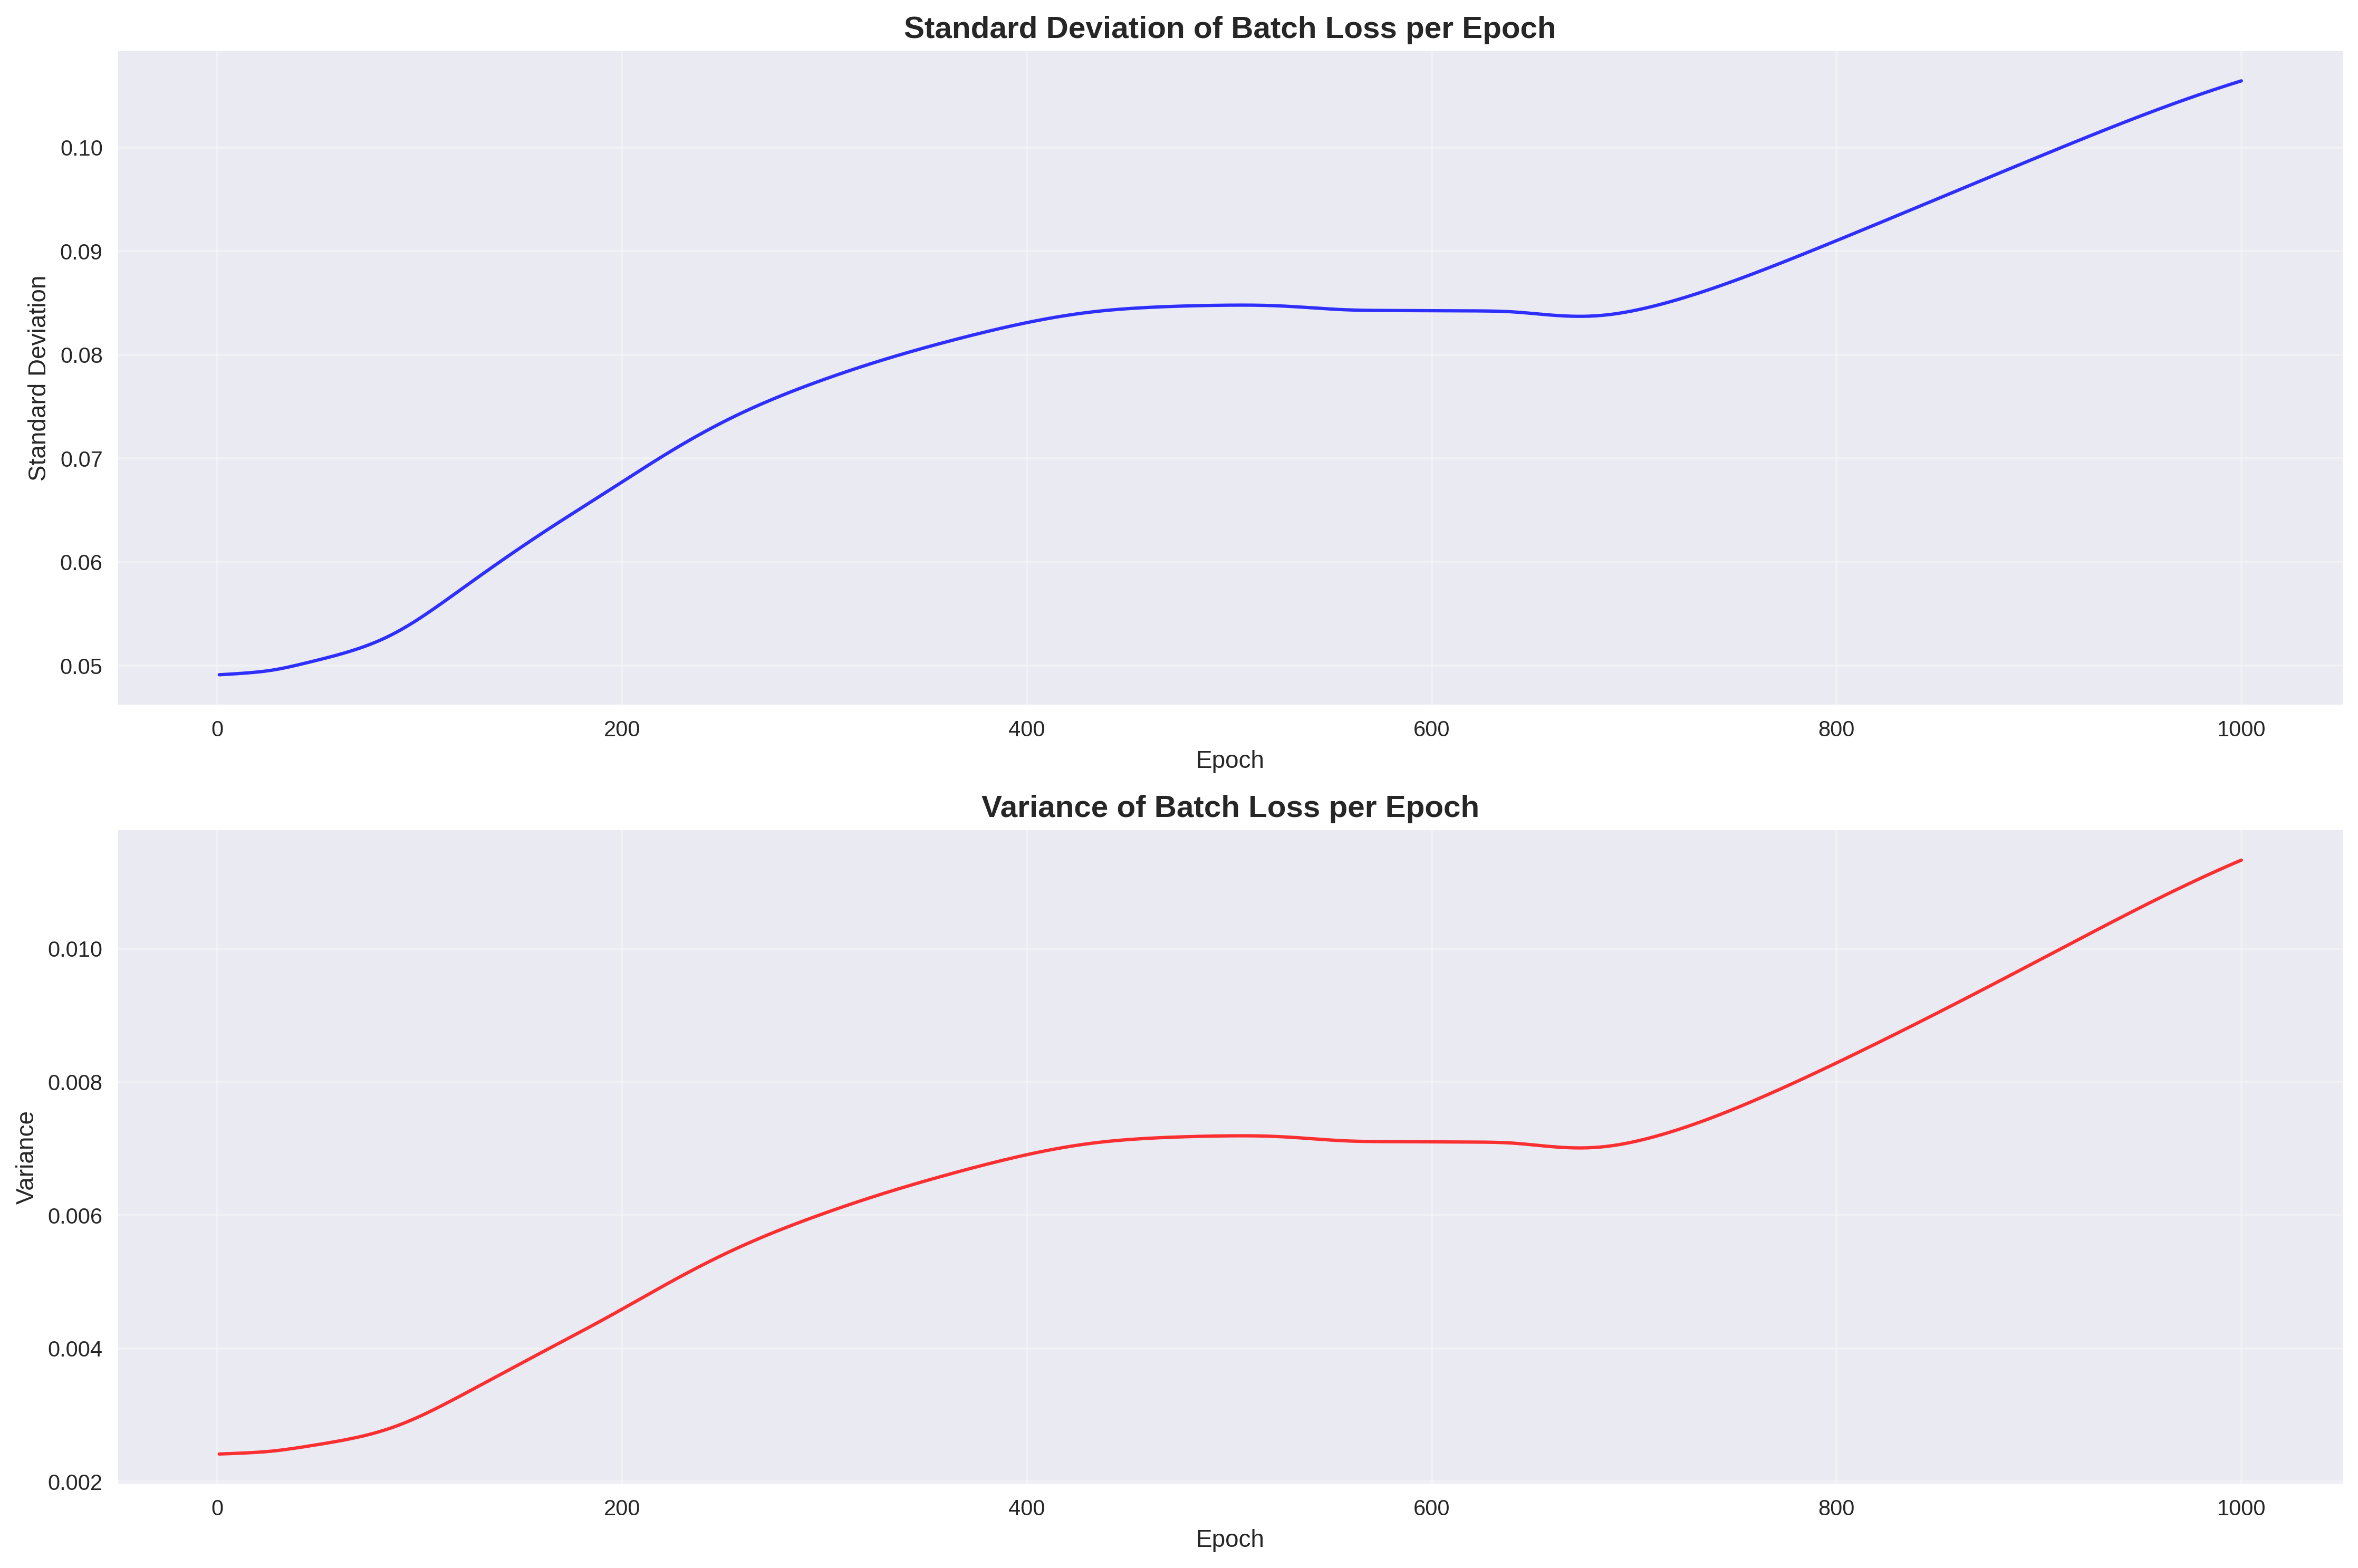 Standard Deviation of Batch Loss per Epoch
0.10
0.09
0.08
0.07
0.06
0.05
Standard Deviation
0 200 400 600 800 1000
Epoch
Variance of Batch Loss per Epoch
0.010
0.008
0.006
0.004
0.002
Variance
0 200 400 600 800 1000
Epoch